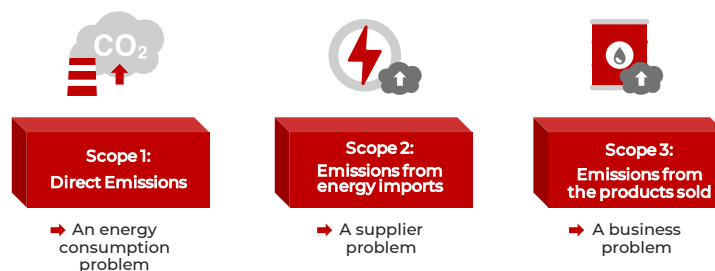 CO2
Scope 1:
Direct Emissions
An energy
consumption
problem
Scope 2:
Emissions from
energy imports
A supplier
problem
Scope 3:
Emissions from
the products sold
A business
problem